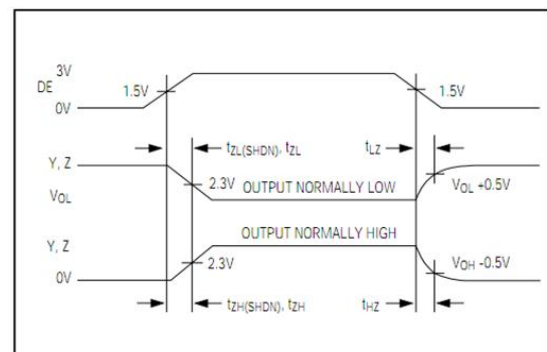 3V
DE
1.5V
1.5V
0V
tZL(SHDN), tZL
tLZ
Y, Z
2.3V
OUTPUT NORMALLY LOW
VOL +0.5V
VOL
OUTPUT NORMALLY HIGH
Y, Z
2.3V
VOH -0.5V
0V
tZH(SHDN), tZH
tHZ